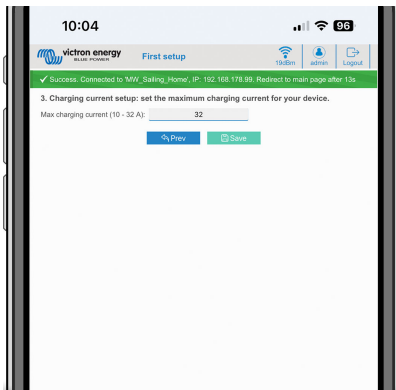 10:04
96
victron energy
BLUE POWER
First setup
19dBm
admin
Logout
Success. Connected to 'MW_Sailing_Home', IP: 192.168.178.99. Redirect to main page after 13s
3. Charging current setup: set the maximum charging current for your device.
Max charging current (10 - 32 A): 32
Prev
Save